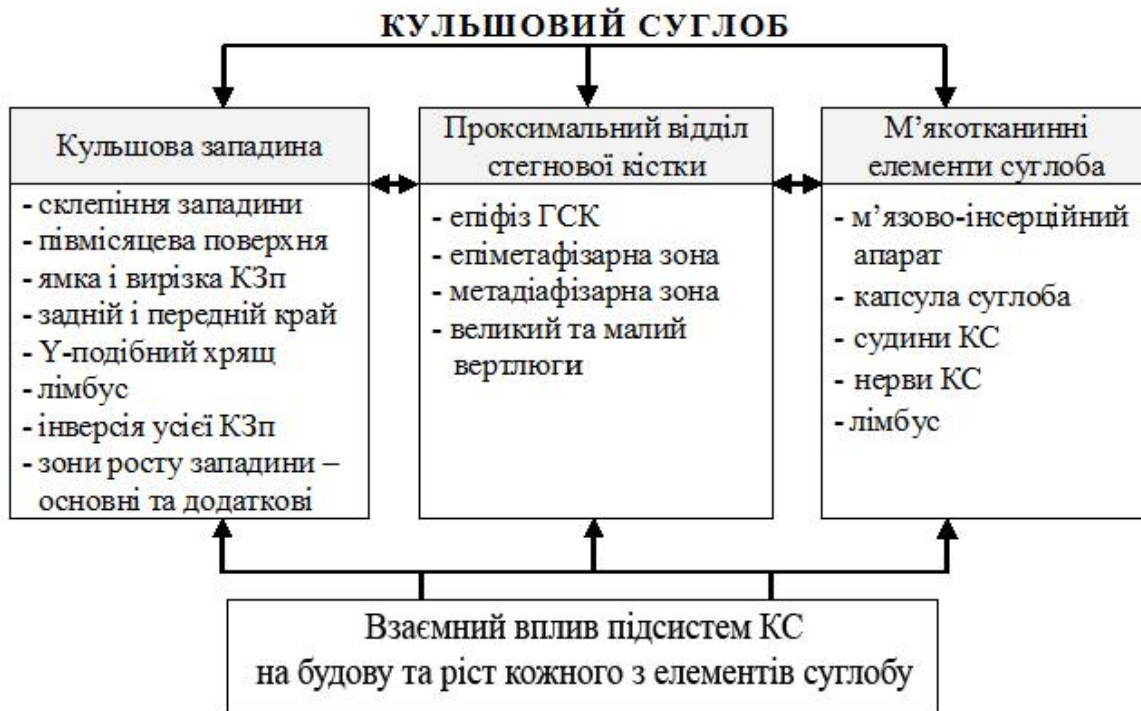 КУЛЬШОВИЙ СУГЛОБ
Кульшова западина
- склепіння западини
- півмісяцева поверхня
- ямка і вирізка КЗп
- задній і передній край
- Y-подібний хрящ
- лімбус
- інверсія усієї КЗп
- зони росту западини –
основні та додаткові
Проксимальний відділ
стегнової кістки
- епіфіз ГСК
- епіметафізарна зона
- метадіафізарна зона
- великий та малий
вертлюги
М’якотканинні
елементи суглоба
- м’язово-інсерційний
апарат
- капсула суглоба
- судини КС
- нерви КС
- лімбус
Взаємний вплив підсистем КС
на будову та ріст кожного з елементів суглобу